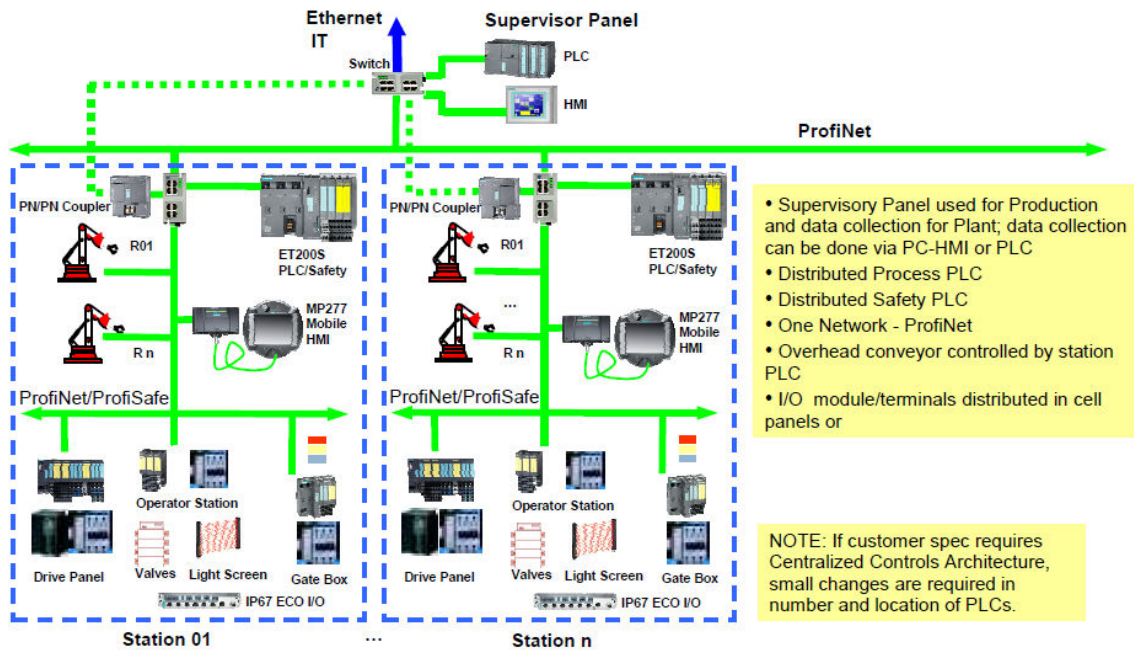 Ethernet
IT
Supervisor Panel
Switch
PLC
HMI
ProfiNet
PN/PN Coupler
R01
ET200S
PLC/Safety
R n
MP277
Mobile
HMI
ProfiNet/ProfiSafe
Operator Station
Drive Panel
Valves
Light Screen
Gate Box
IP67 ECO I/O
Station 01
...
PN/PN Coupler
R01
ET200S
PLC/Safety
...
R n
MP277
Mobile
HMI
ProfiNet/ProfiSafe
Operator Station
Drive Panel
Valves
Light Screen
Gate Box
IP67 ECO I/O
Station n
• Supervisory Panel used for Production
and data collection for Plant; data collection
can be done via PC-HMI or PLC
• Distributed Process PLC
• Distributed Safety PLC
• One Network - ProfiNet
• Overhead conveyor controlled by station
PLC
• I/O module/terminals distributed in cell
panels or
NOTE: If customer spec requires
Centralized Controls Architecture,
small changes are required in
number and location of PLCs.